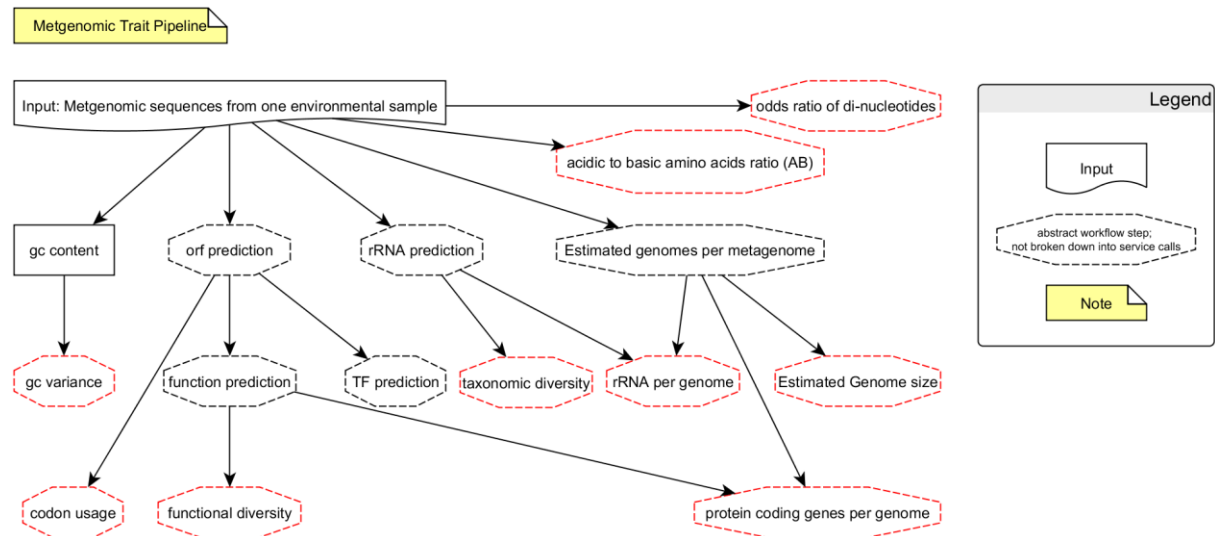 Metgenomic Trait Pipeline
Input: Metgenomic sequences from one environmental sample
odds ratio of di-nucleotides
Legend
acidic to basic amino acids ratio (AB)
Input
gc content
orf prediction
rRNA prediction
Estimated genomes per metagenome
abstract workflow step;
not broken down into service calls
Note
gc variance
function prediction
TF prediction
taxonomic diversity
rRNA per genome
Estimated Genome size
codon usage
functional diversity
protein coding genes per genome